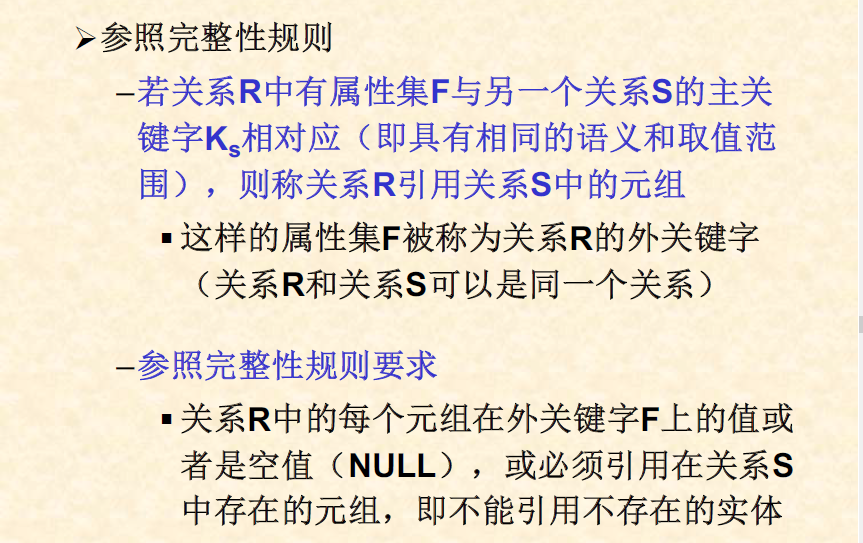 ➢参照完整性规则
–若关系R中有属性集F与另一个关系S的主关
键字Ks相对应（即具有相同的语义和取值范
围），则称关系R引用关系S中的元组
▪这样的属性集F被称为关系R的外关键字
（关系R和关系S可以是同一个关系）
–参照完整性规则要求
▪关系R中的每个元组在外关键字F上的值或
者是空值（NULL），或必须引用在关系S
中存在的元组，即不能引用不存在的实体